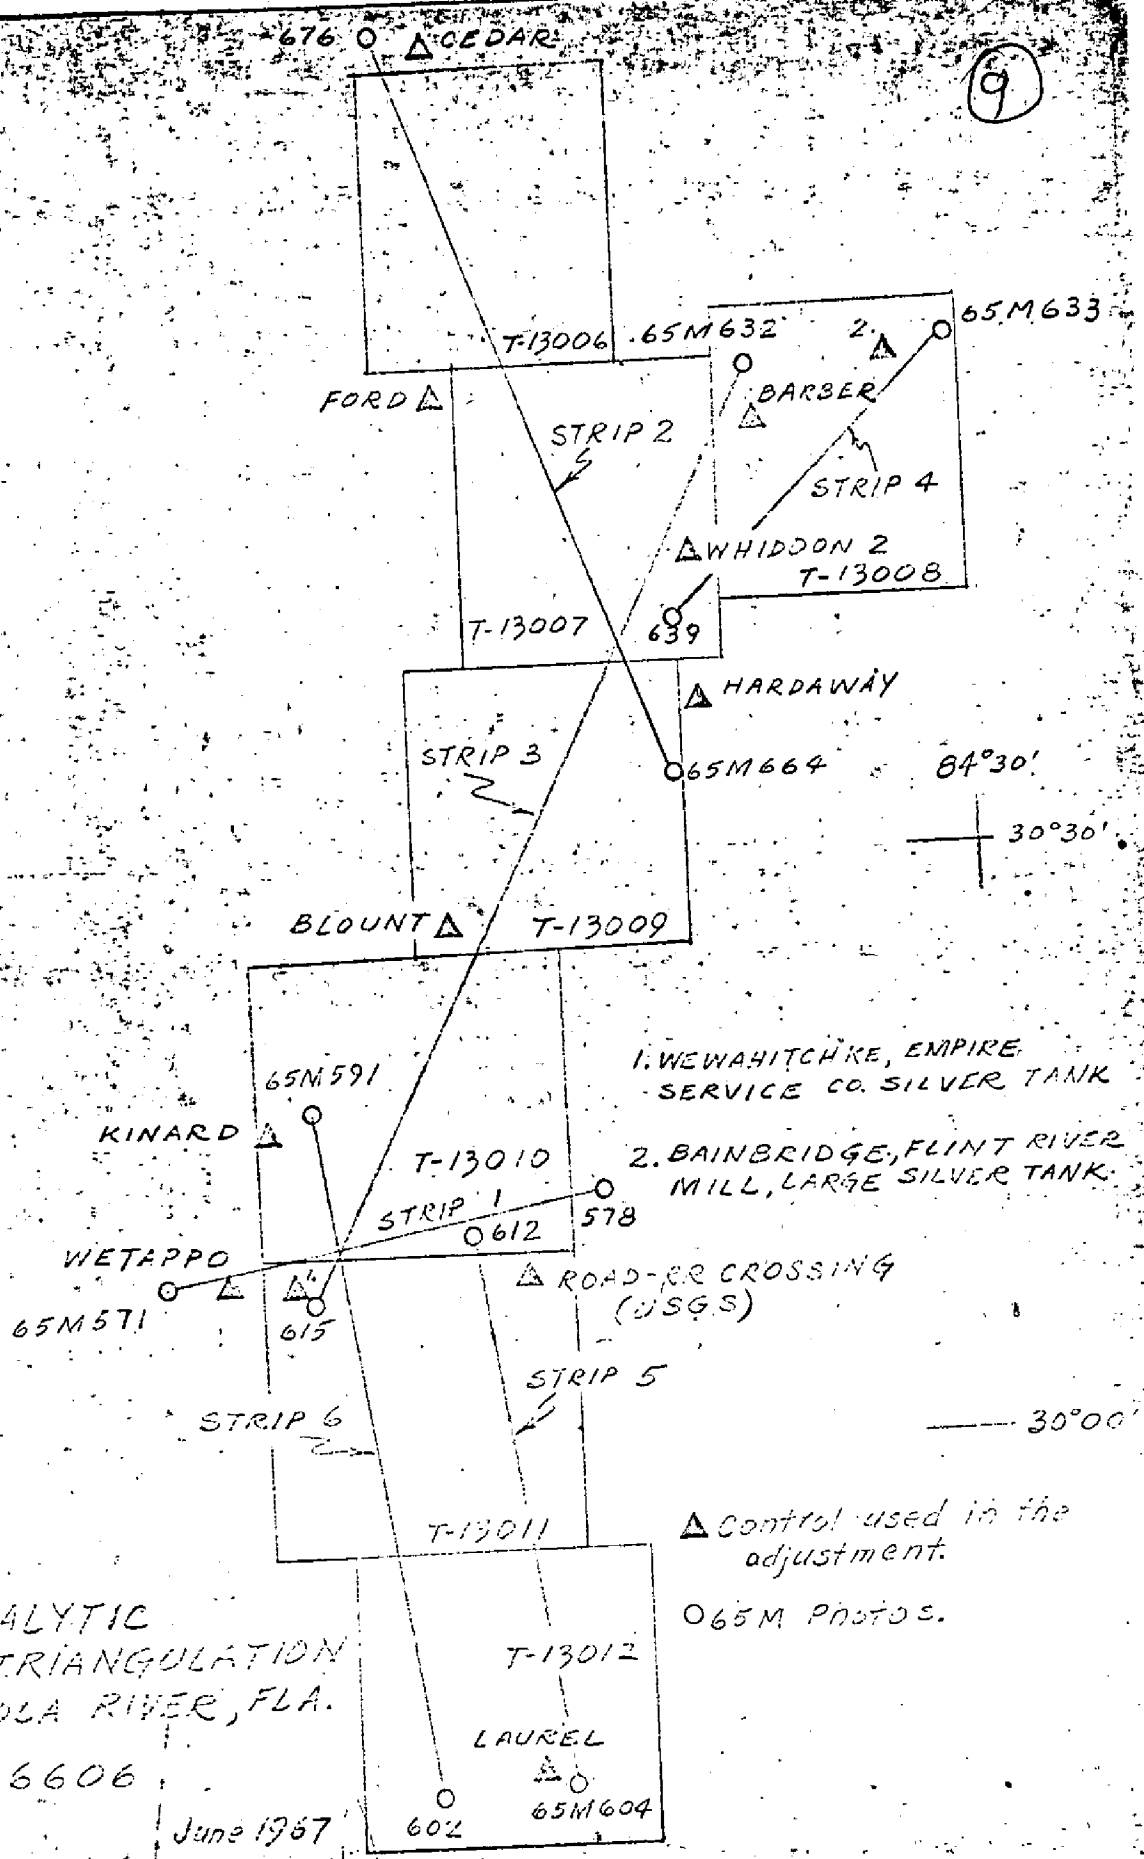 676 CEDAR
9
T-13006
65M632
2.
65M633
FORD
BARBER
STRIP 2
STRIP 4
WHIDDON 2
T-13008
T-13007
639
HARDAWAY
STRIP 3
65M664
84°30'
30°30'
BLOUNT
T-13009
1. WEWAHITCHKE, EMPIRE
SERVICE CO. SILVER TANK
65M591
KINARD
T-13010
2. BAINBRIDGE, FLINT RIVER
MILL, LARGE SILVER TANK.
STRIP 1
578
612
WETAPPO
ROAD-RR CROSSING
(USGS)
65M571
615
STRIP 5
STRIP 6
30°00'
T-13011
Control used in the
adjustment.
65M Photos.
ALYTIC
TRIANGULATION
OLA RIVER, FLA.
T-13012
LAUREL
6606
65M604
602
June 1967